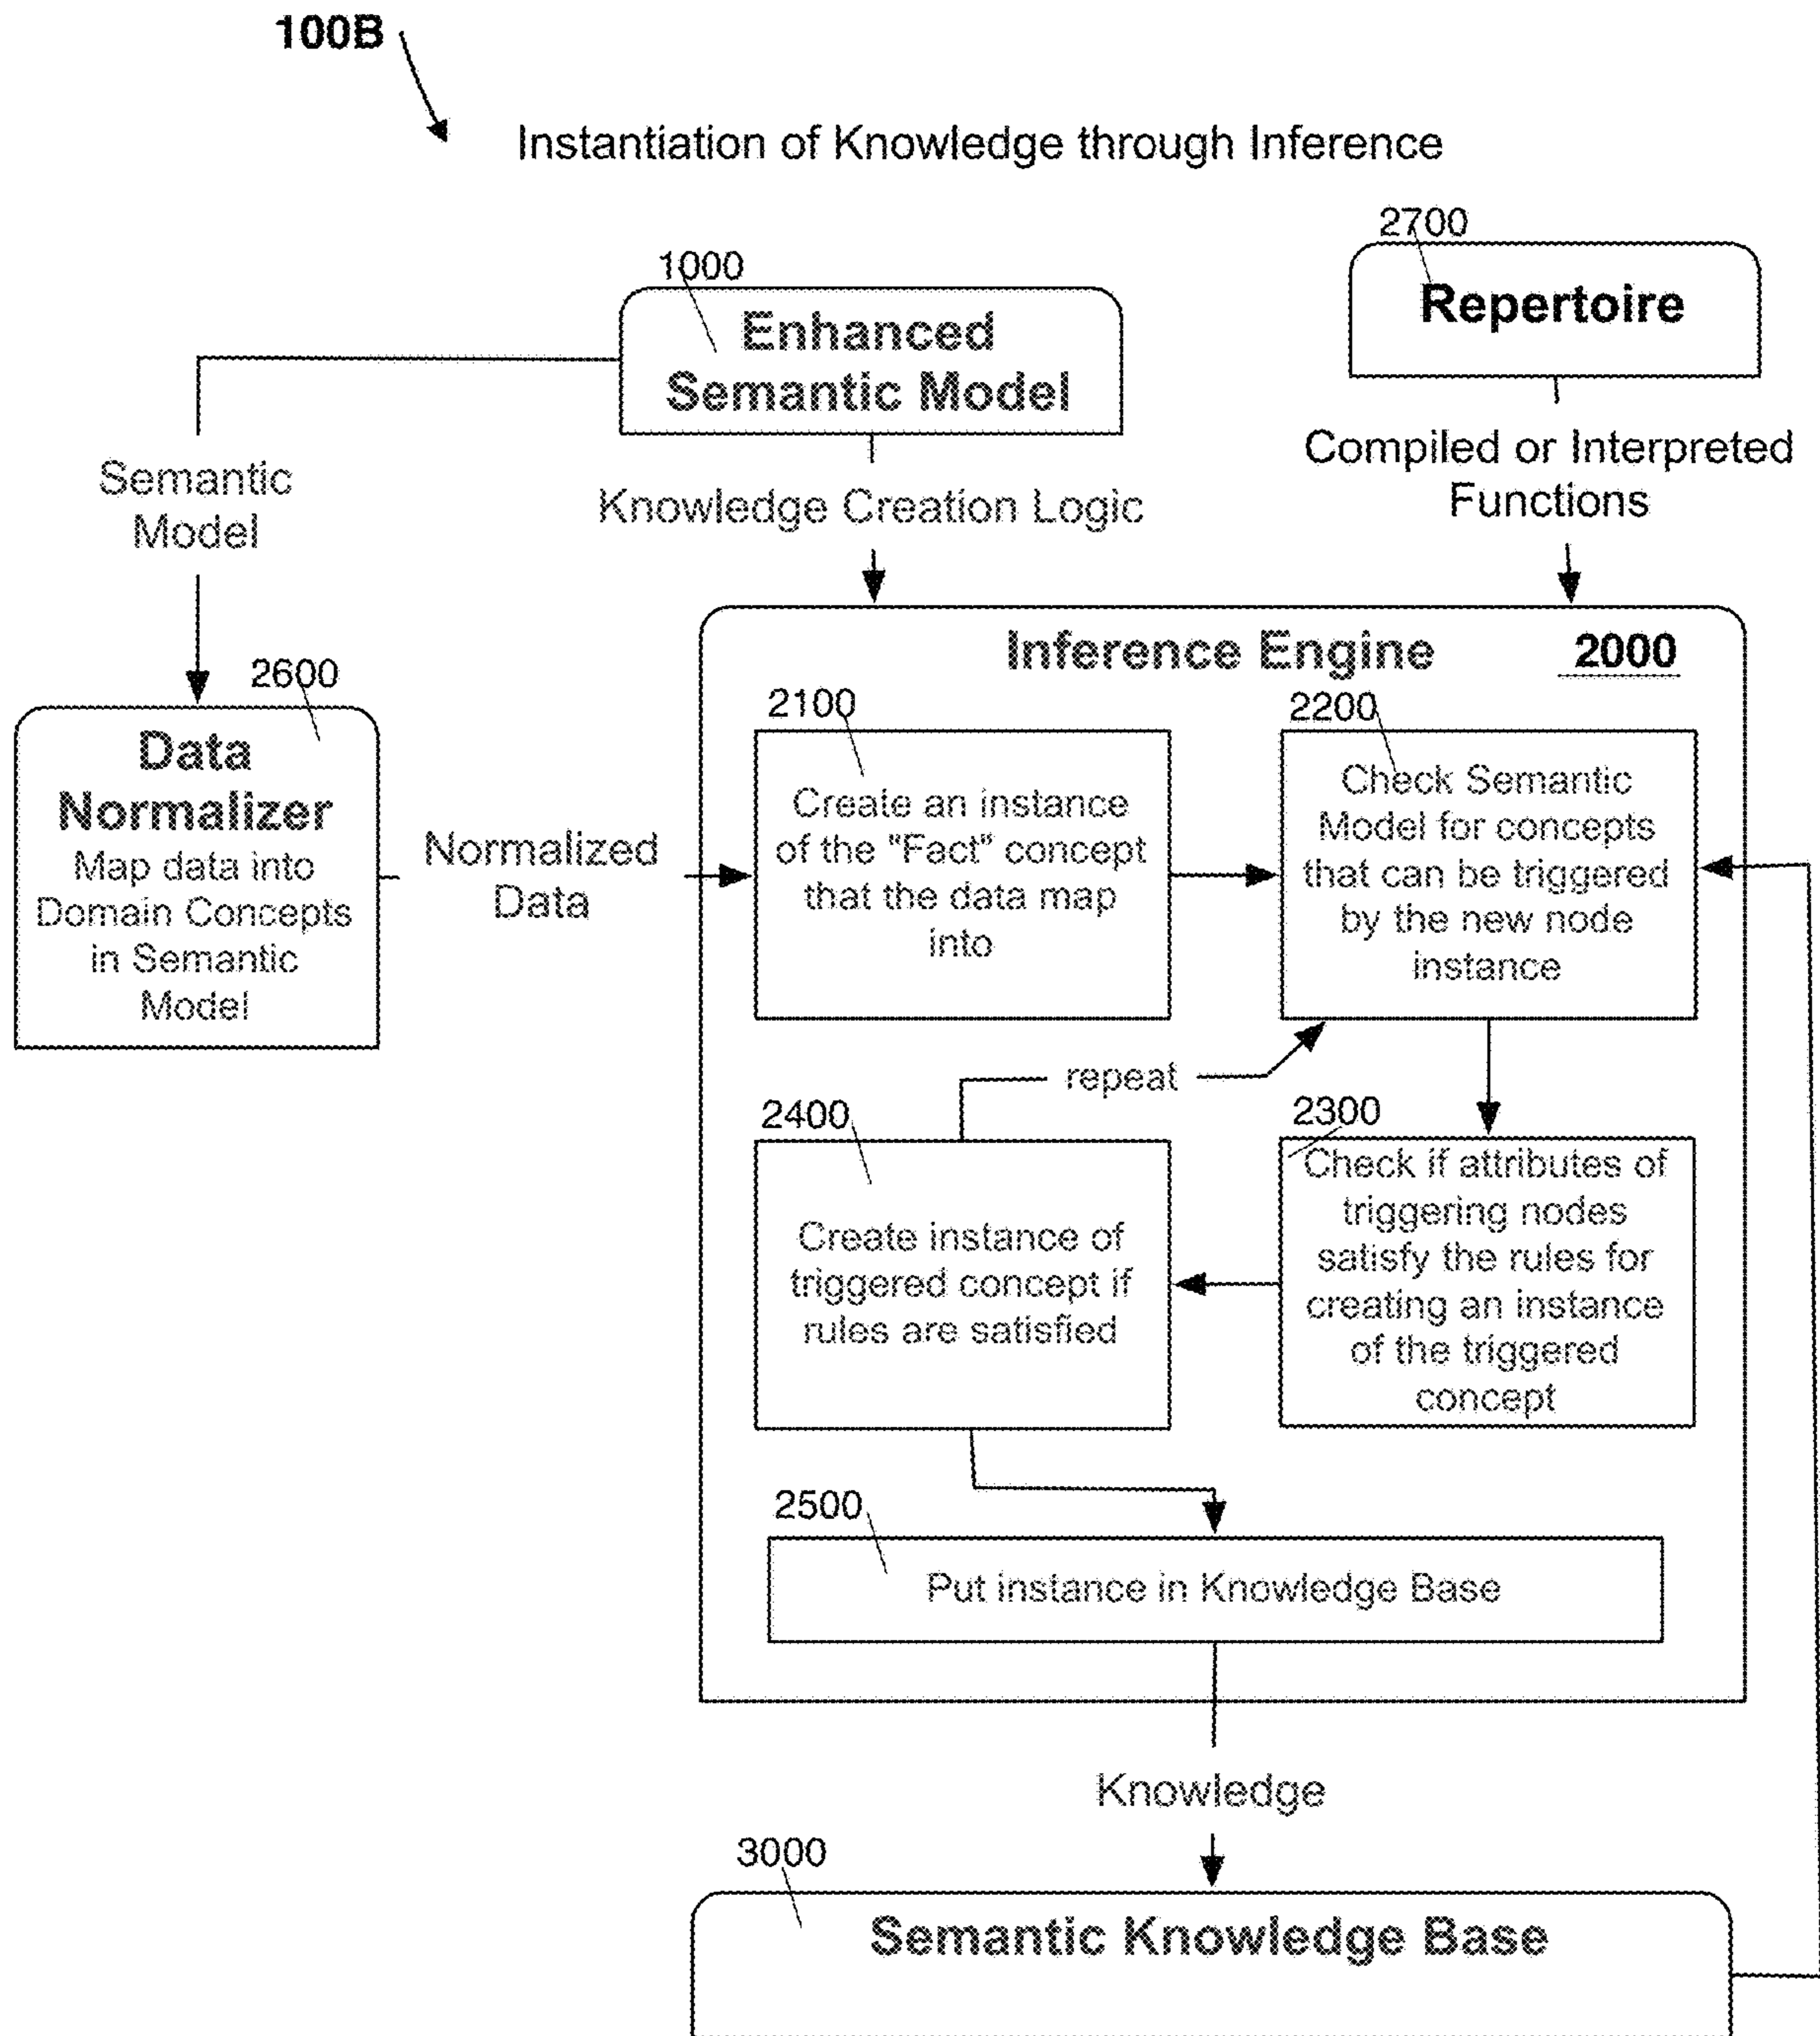 100B
Instantiation of Knowledge through Inference
2700
Repertoire
1000
Enhanced
Semantic Model
Compiled or Interpreted
Functions
Semantic
Model
Knowledge Creation Logic
Inference Engine 2000
2600
Data
Normalizer
Map data into
Domain Concepts
in Semantic
Model
Normalized
Data
2100
Create an instance
of the "Fact" concept
that the data map
into
2200
Check Semantic
Model for concepts
that can be triggered
by the new node
instance
repeat
2400
Create instance of
triggered concept if
rules are satisfied
2300
Check if attributes of
triggering nodes
satisfy the rules for
creating an instance
of the triggered
concept
2500
Put instance in Knowledge Base
Knowledge
3000
Semantic Knowledge Base